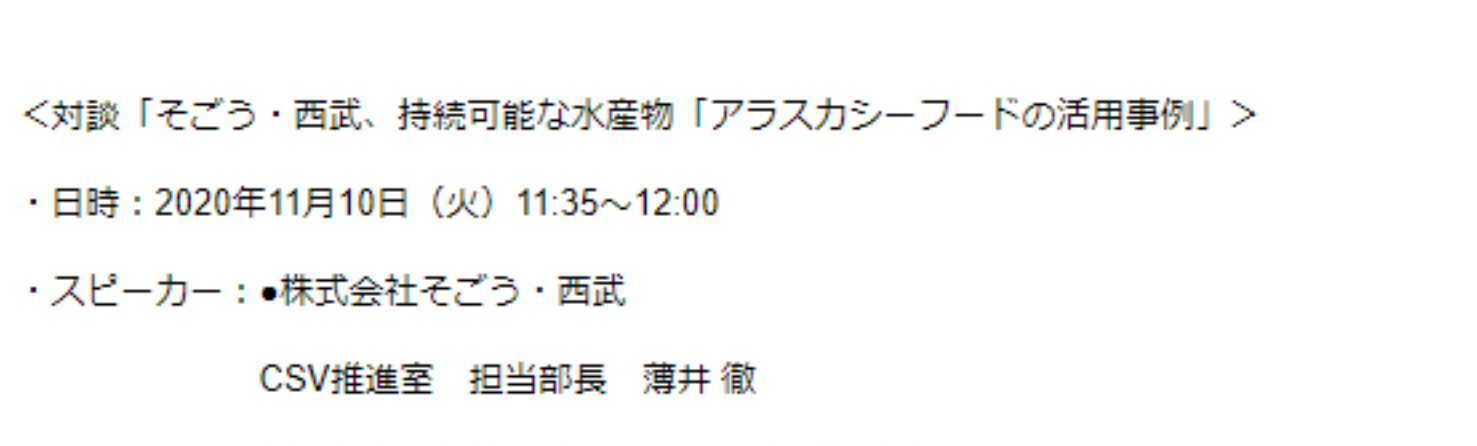 ＜対談「そごう・西武、持続可能な水産物「アラスカシーフードの活用事例」＞
・日時：2020年11月10日（火）11:35～12:00
・スピーカー：●株式会社そごう・西武
CSV推進室　担当部長　薄井 徹